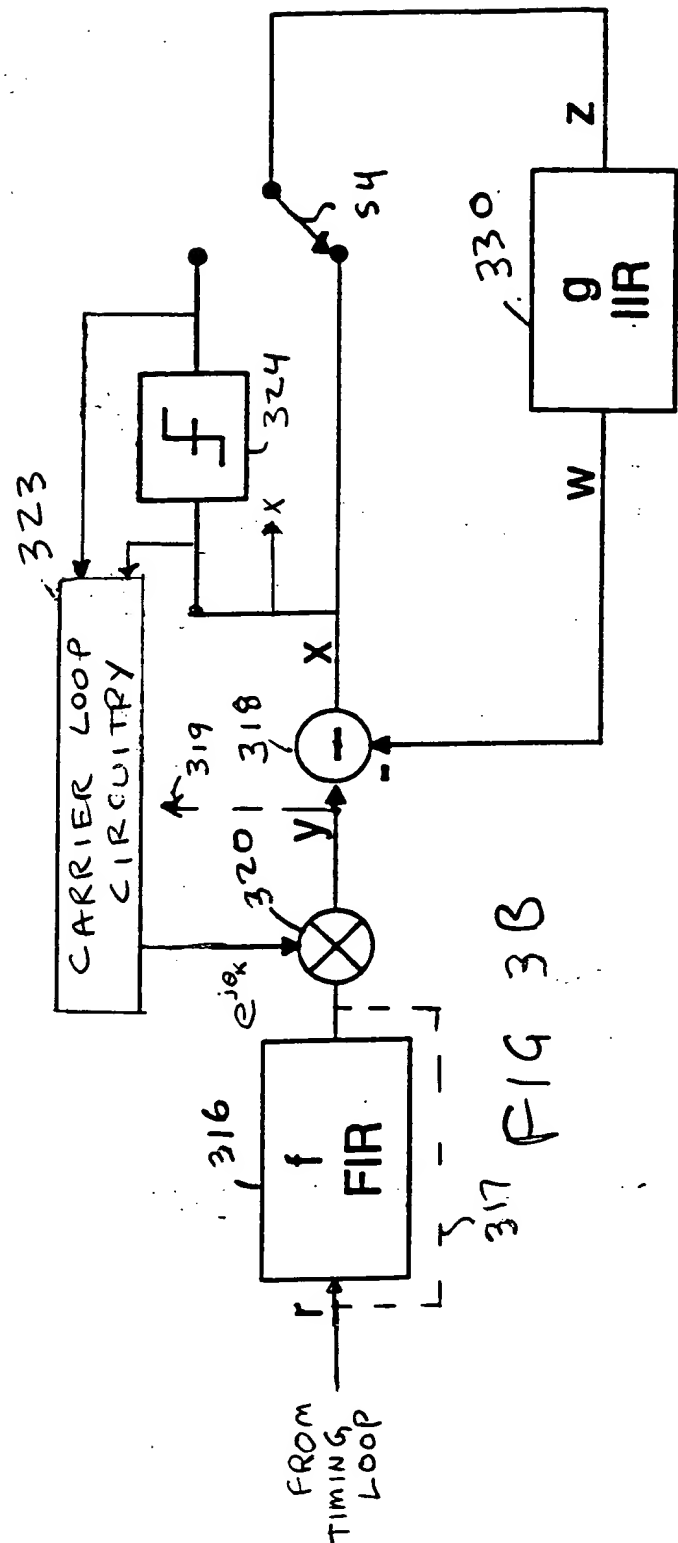 FROM
TIMING
LOOP
r
316
f
FIR
317
e^{jθ_K}
320
y
319
318
-
x
CARRIER LOOP
CIRCUITRY
323
324
x
S4
z
330
g
IIR
w
FIG 3B